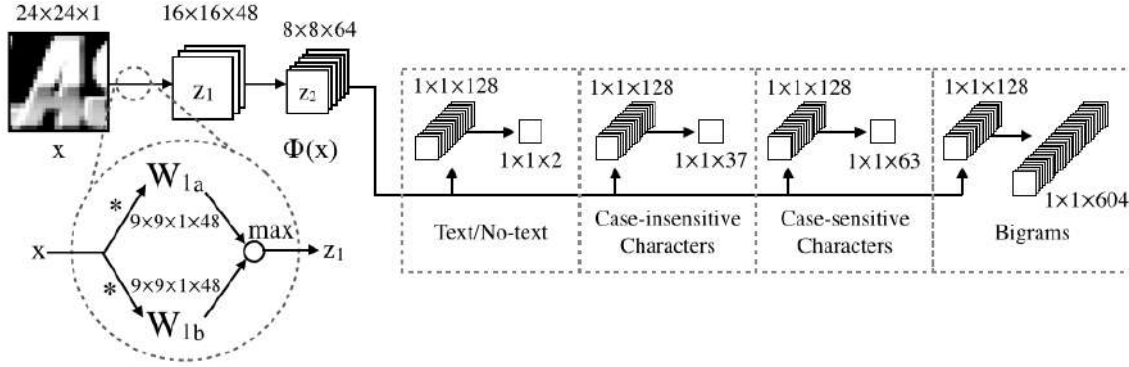 24×24×1
16×16×48
8×8×64
x
z₁
z₂
Φ(x)
W₁ₐ
*
9×9×1×48
x
max
z₁
*
9×9×1×48
W₁b
1×1×128
1×1×2
Text/No-text
1×1×128
1×1×37
Case-insensitive
Characters
1×1×128
1×1×63
Case-sensitive
Characters
1×1×128
1×1×604
Bigrams